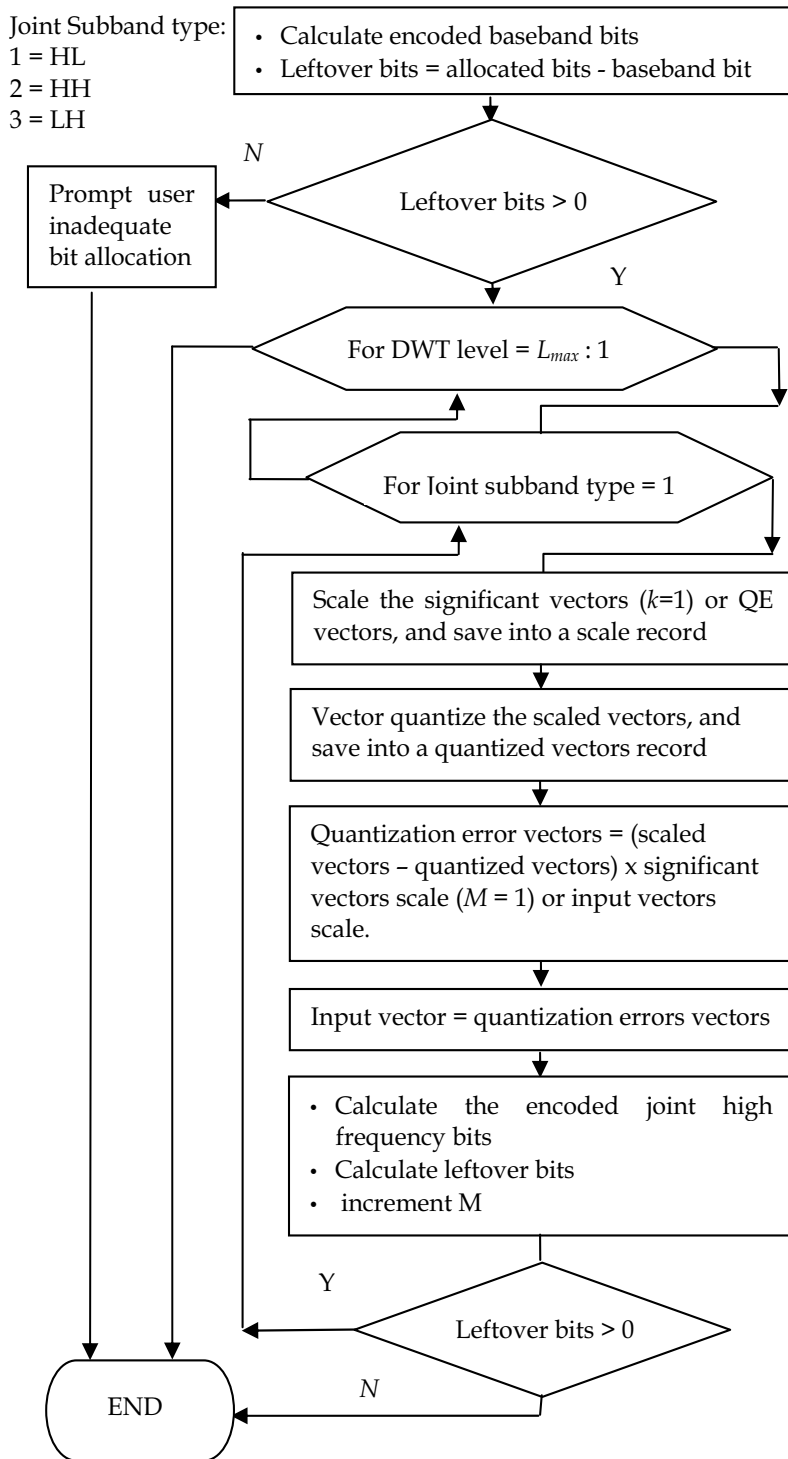 Joint Subband type:
1 = HL
2 = HH
3 = LH
• Calculate encoded baseband bits
• Leftover bits = allocated bits - baseband bit
N
Prompt user
inadequate
bit allocation
Leftover bits > 0
Y
For DWT level = Lmax : 1
For Joint subband type = 1
Scale the significant vectors (k=1) or QE
vectors, and save into a scale record
Vector quantize the scaled vectors, and
save into a quantized vectors record
Quantization error vectors = (scaled
vectors – quantized vectors) x significant
vectors scale (M = 1) or input vectors
scale.
Input vector = quantization errors vectors
• Calculate the encoded joint high
frequency bits
• Calculate leftover bits
• increment M
Y
Leftover bits > 0
N
END